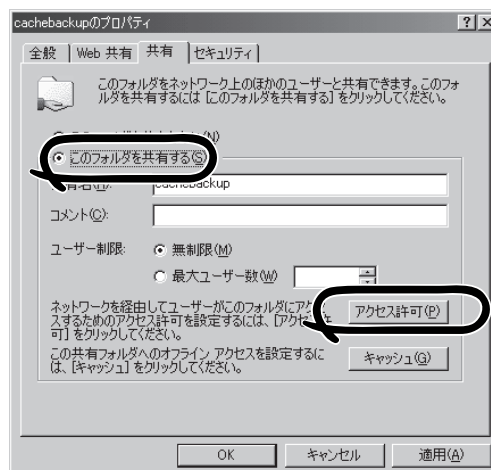 cachebackupのプロパティ
? ×
全般 Web 共有 共有 セキュリティ
このフォルダをネットワーク上のほかのユーザーと共有できます。このフォ
ルダを共有するには [このフォルダを共有する] をクリックしてください。
(N)
このフォルダを共有する(S)
cachebackup
コメント(C):
ユーザー制限: 無制限(M)
最大ユーザー数(W)
ネットワークを経由してユーザーがこのフォルダにアクセ
スするためのアクセス許可を設定するには、[アクセス許
可] をクリックしてください。
アクセス許可(P)
この共有フォルダへのオフライン アクセスを設定するに
は、[キャッシュ] をクリックしてください。
キャッシュ(G)
OK キャンセル 適用(A)